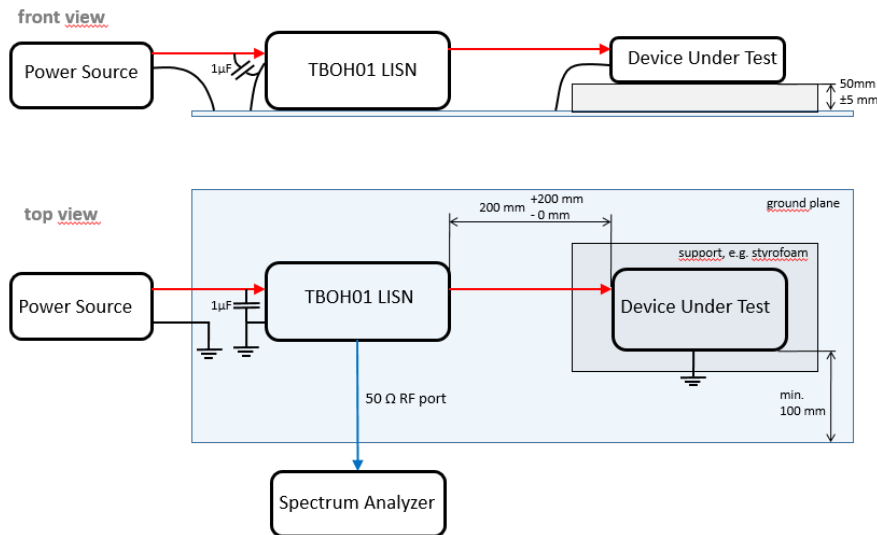 front view
Power Source
1µF
TBOH01 LISN
Device Under Test
50mm
±5 mm
top view
200 mm +200 mm
- 0 mm
ground plane
support, e.g. styrofoam
Power Source
1µF
TBOH01 LISN
Device Under Test
50 Ω RF port
min.
100 mm
Spectrum Analyzer